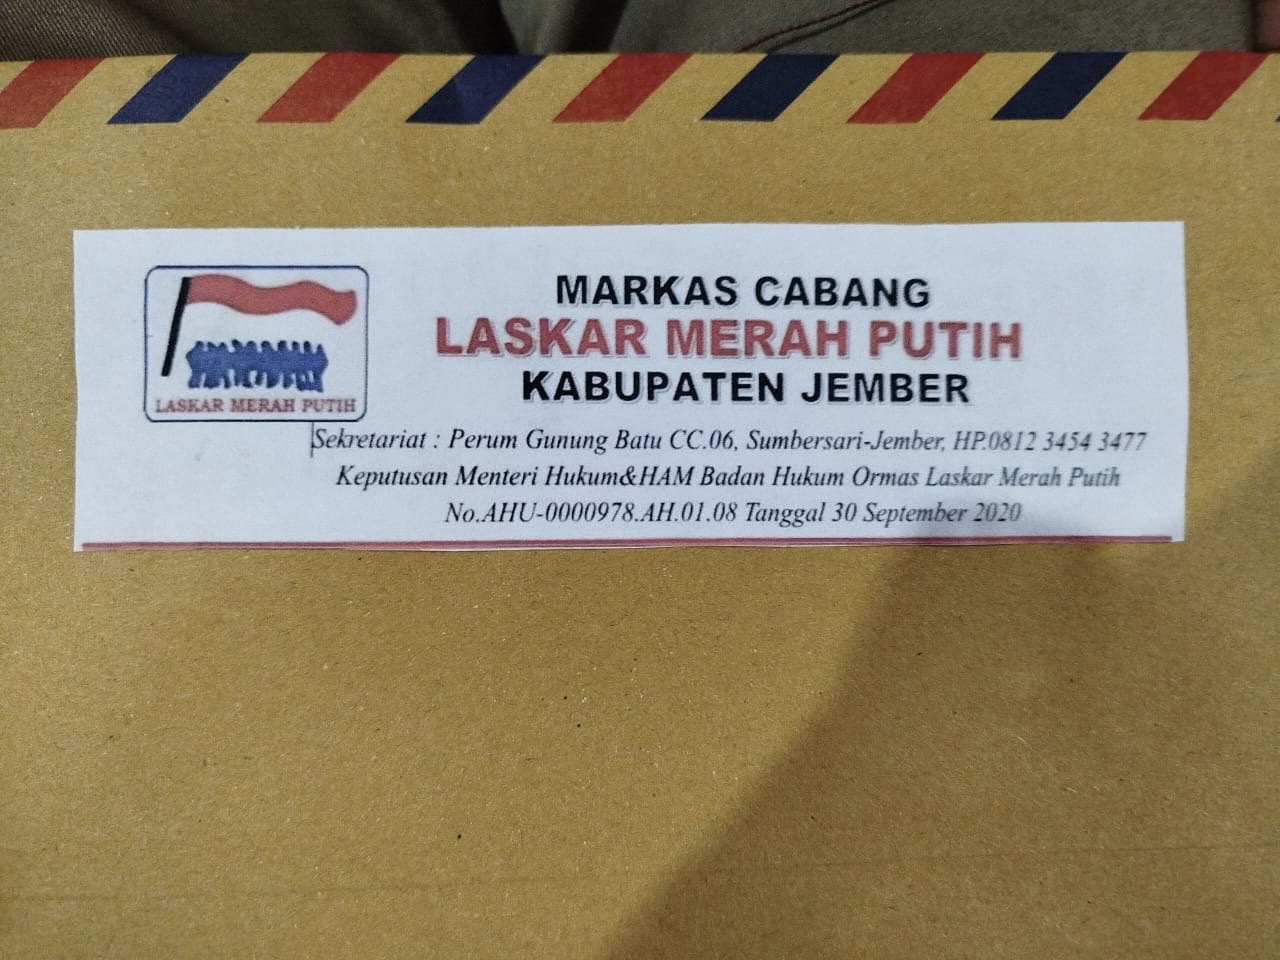 MARKAS CABANG
LASKAR MERAH PUTIH
KABUPATEN JEMBER
LASKAR MERAH PUTIH
Sekretariat : Perum Gunung Batu CC.06, Sumbersari-Jember, HP.0812 3454 3477
Keputusan Menteri Hukum&HAM Badan Hukum Ormas Laskar Merah Putih
No.AHU-0000978.AH.01.08 Tanggal 30 September 2020